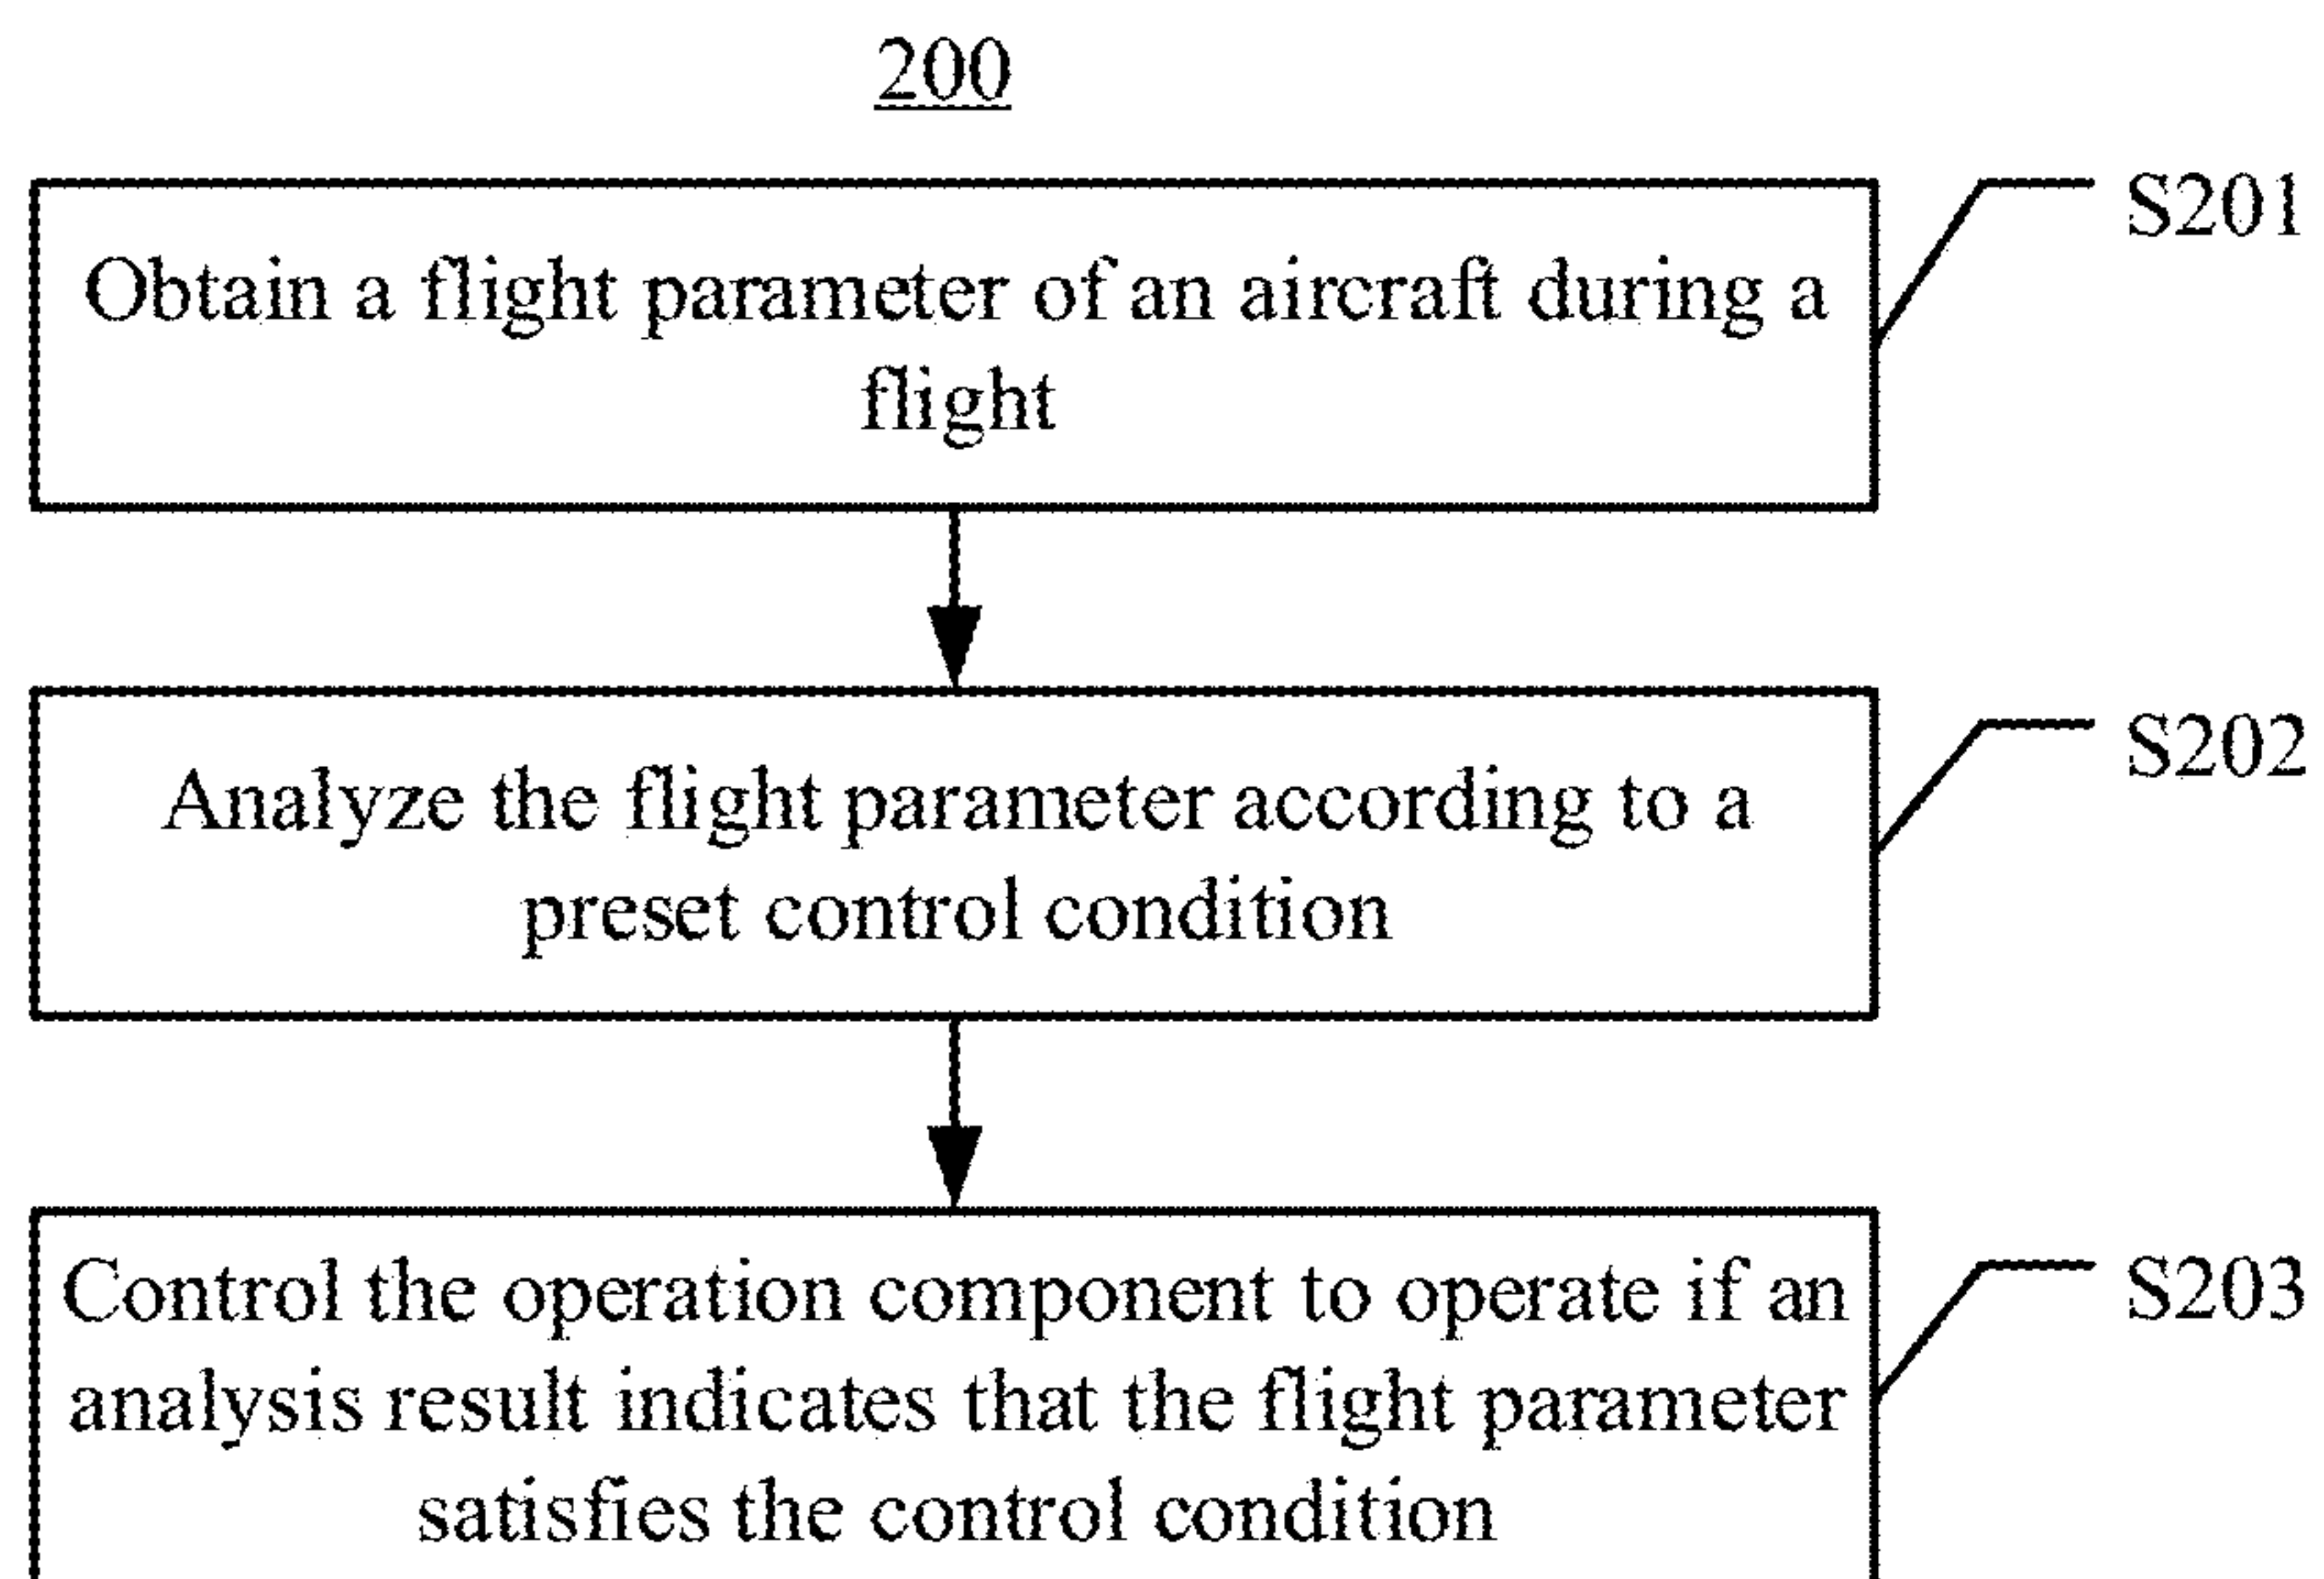 200
S201
Obtain a flight parameter of an aircraft during a
flight
S202
Analyze the flight parameter according to a
preset control condition
S203
Control the operation component to operate if an
analysis result indicates that the flight parameter
satisfies the control condition